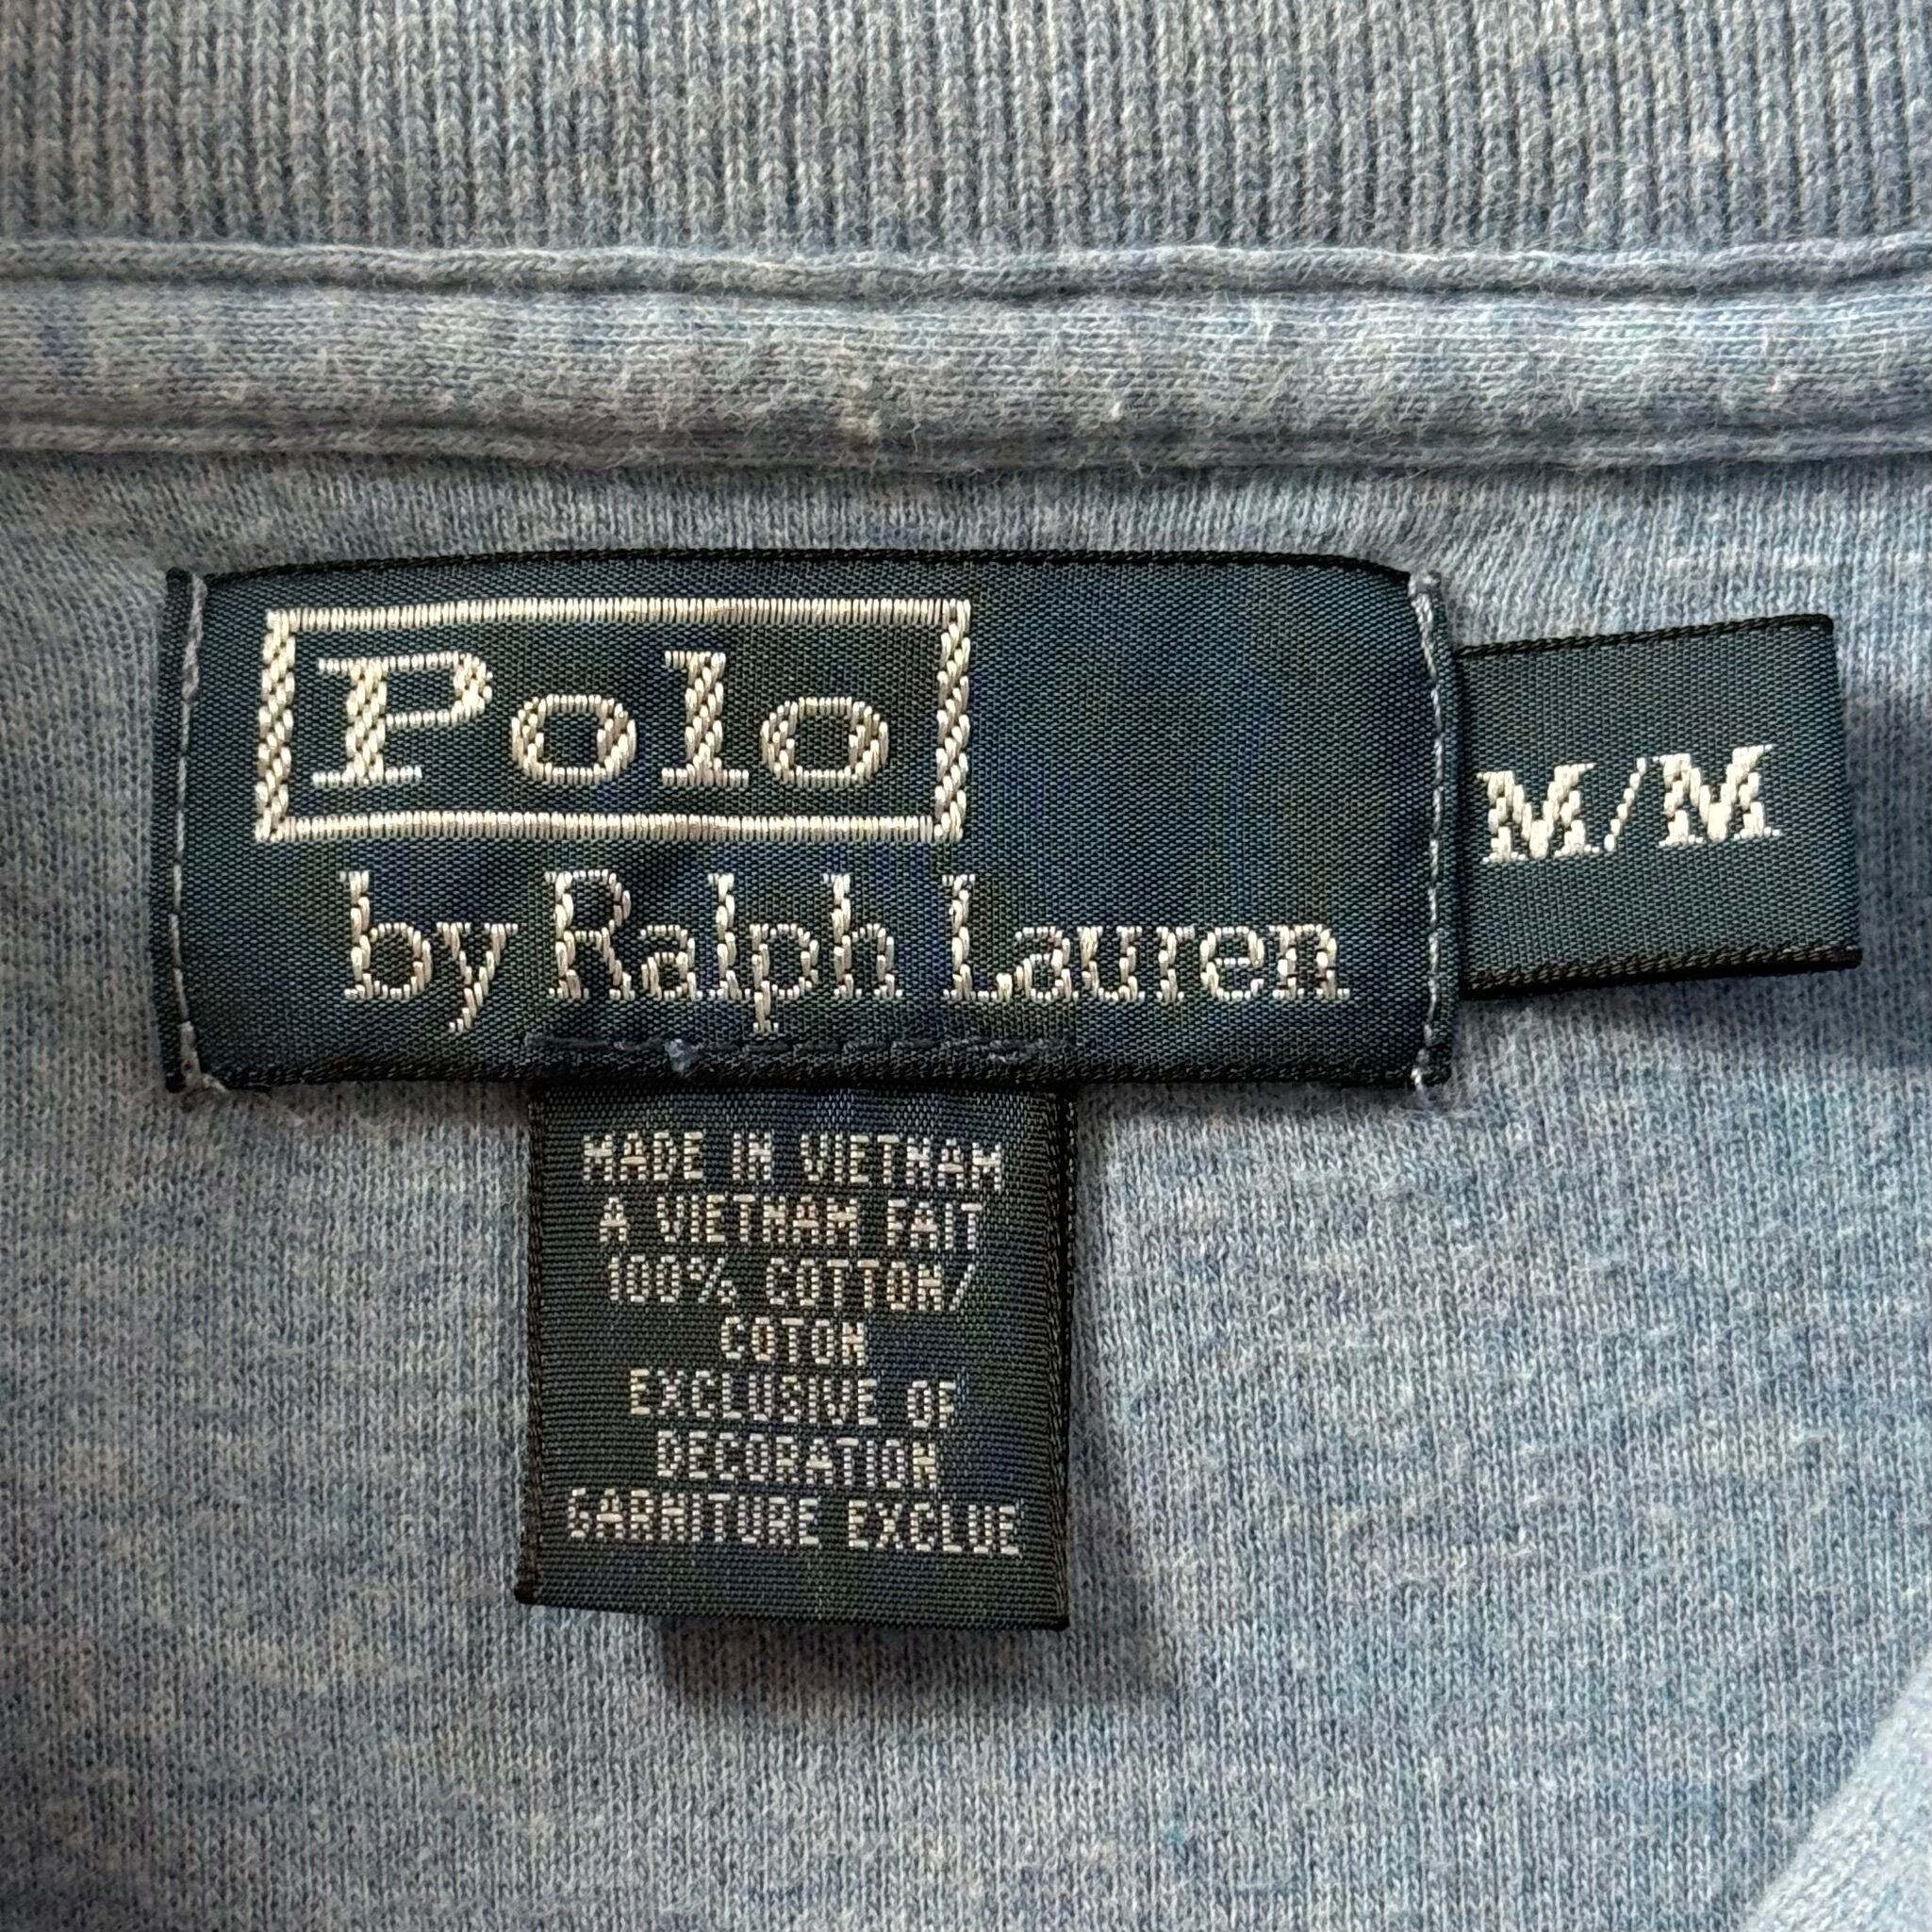 Polo
by Ralph Lauren
M/M
MADE IN VIETNAM
A VIETNAM FAIT
100% COTTON/
COTON
EXCLUSIVE OF
DECORATION
GARNITURE EXCLUE